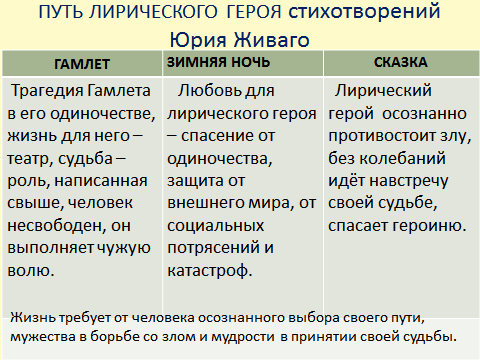 ПУТЬ ЛИРИЧЕСКОГО ГЕРОЯ стихотворений
Юрия Живаго
ГАМЛЕТ
Трагедия Гамлета
в его одиночестве,
жизнь для него –
театр, судьба –
роль, написанная
свыше, человек
несвободен, он
выполняет чужую
волю.
ЗИМНЯЯ НОЧЬ
Любовь для
лирического героя
– спасение от
одиночества,
защита от
внешнего мира, от
социальных
потрясений и
катастроф.
СКАЗКА
Лирический
герой осознанно
противостоит злу,
без колебаний
идёт навстречу
своей судьбе,
спасает героиню.
Жизнь требует от человека осознанного выбора своего пути,
мужества в борьбе со злом и мудрости в принятии своей судьбы.